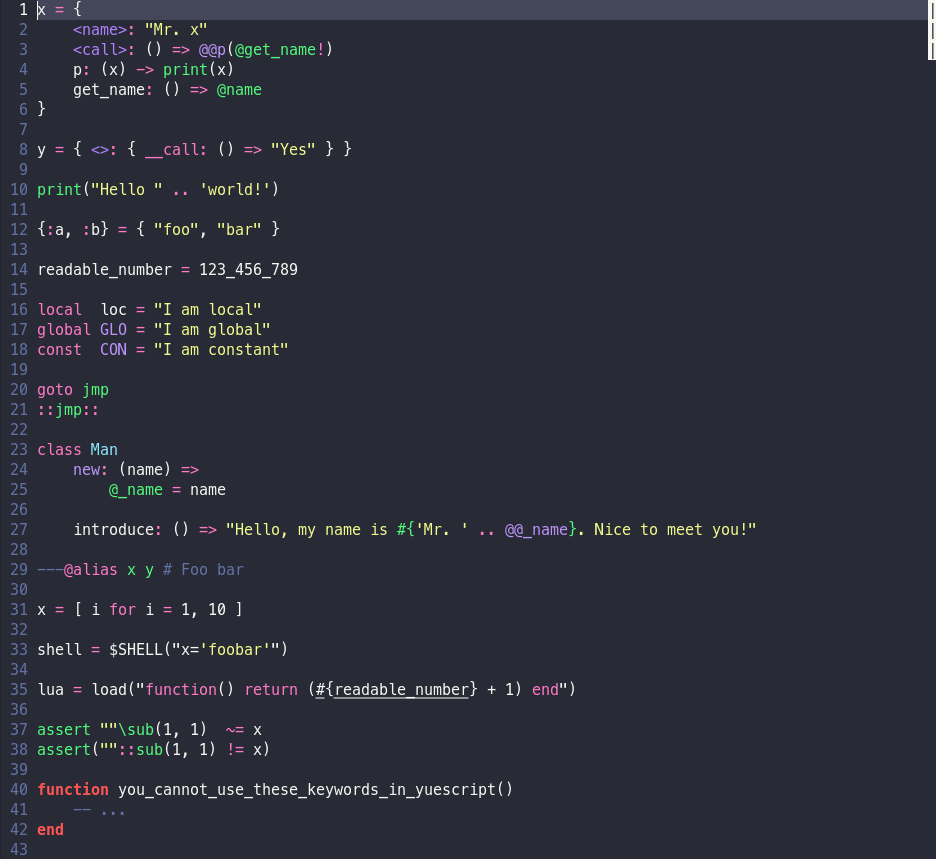 1 x = {
2     <name>: "Mr. x"
3     <call>: () => @@p(@get_name!)
4     p: (x) -> print(x)
5     get_name: () => @name
6 }
7
8 y = { <>: { __call: () => "Yes" } }
9
10 print("Hello " .. 'world!')
11
12 {:a, :b} = { "foo", "bar" }
13
14 readable_number = 123_456_789
15
16 local  loc = "I am local"
17 global GLO = "I am global"
18 const  CON = "I am constant"
19
20 goto jmp
21 ::jmp::
22
23 class Man
24     new: (name) =>
25         @_name = name
26
27     introduce: () => "Hello, my name is #{'Mr. ' .. @@_name}. Nice to meet you!"
28
29 ---@alias x y # Foo bar
30
31 x = [ i for i = 1, 10 ]
32
33 shell = $SHELL("x='foobar'")
34
35 lua = load("function() return (#{readable_number} + 1) end")
36
37 assert ""\sub(1, 1)  ~= x
38 assert(""::sub(1, 1) != x)
39
40 function you_cannot_use_these_keywords_in_yuescript()
41     -- ...
42 end
43